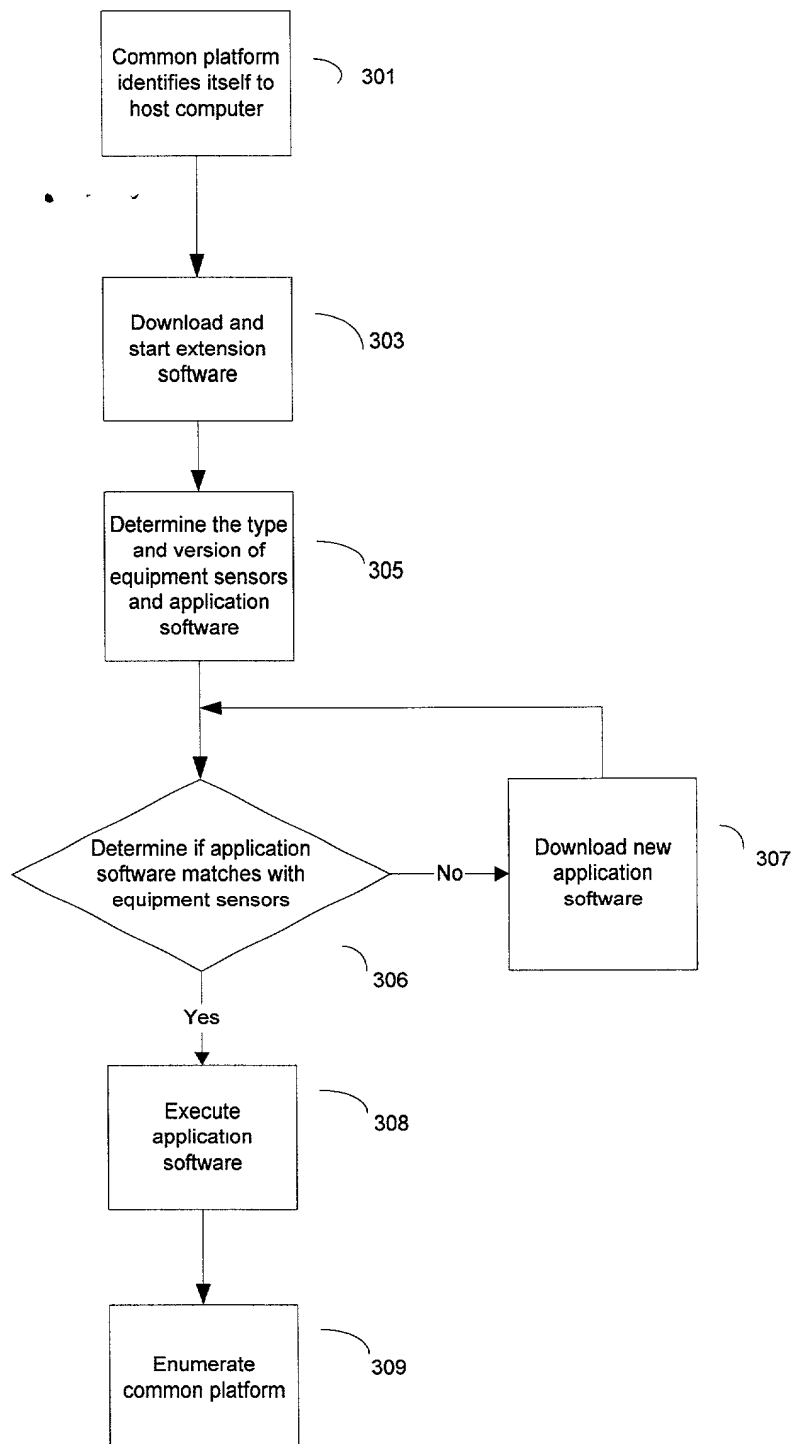 Common platform
identifies itself to
host computer
301
Download and
start extension
software
303
Determine the type
and version of
equipment sensors
and application
software
305
Determine if application
software matches with
equipment sensors
306
No
Download new
application
software
307
Yes
Execute
application
software
308
Enumerate
common platform
309